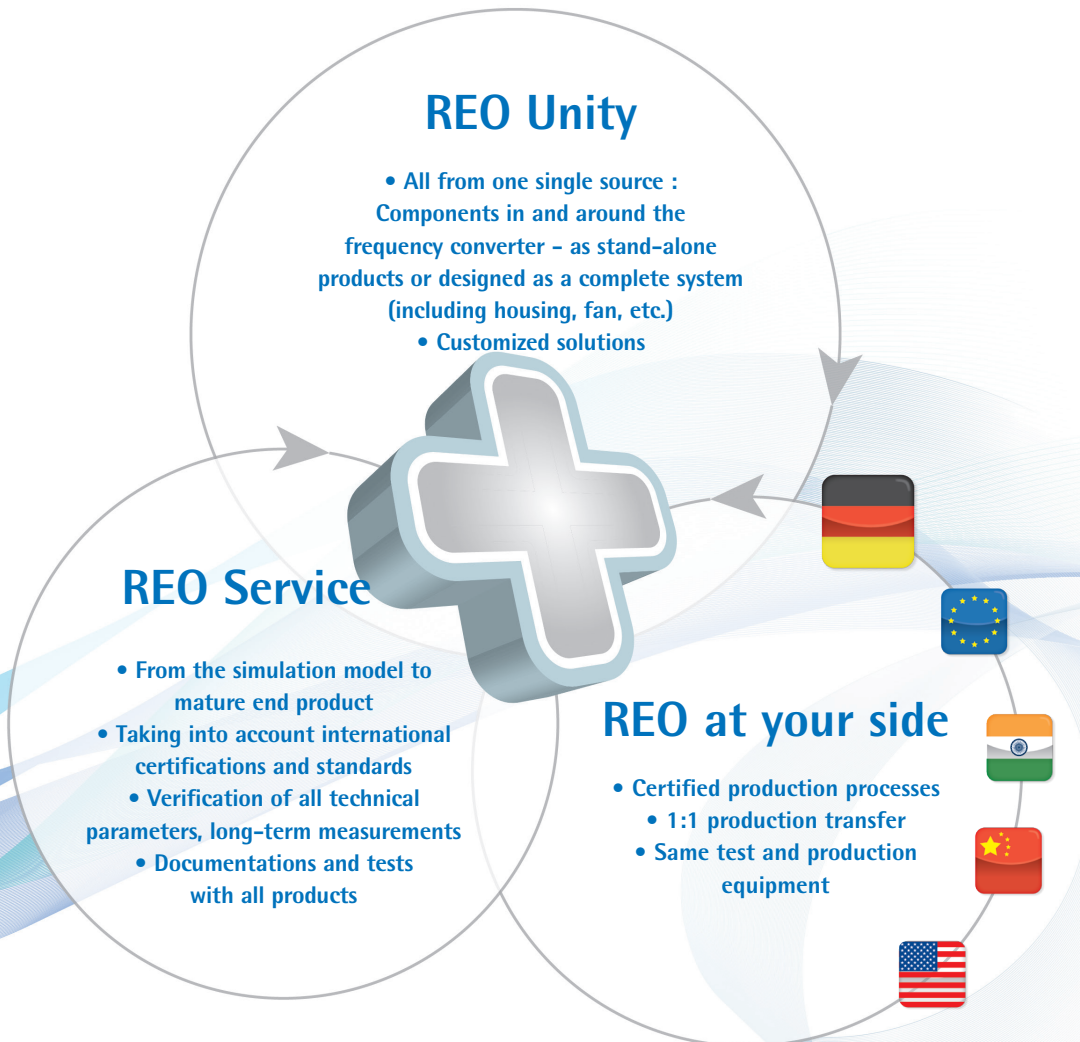 REO Unity
• All from one single source :
Components in and around the
frequency converter - as stand-alone
products or designed as a complete system
(including housing, fan, etc.)
• Customized solutions
REO Service
• From the simulation model to
mature end product
• Taking into account international
certifications and standards
• Verification of all technical
parameters, long-term measurements
• Documentations and tests
with all products
REO at your side
• Certified production processes
• 1:1 production transfer
• Same test and production
equipment